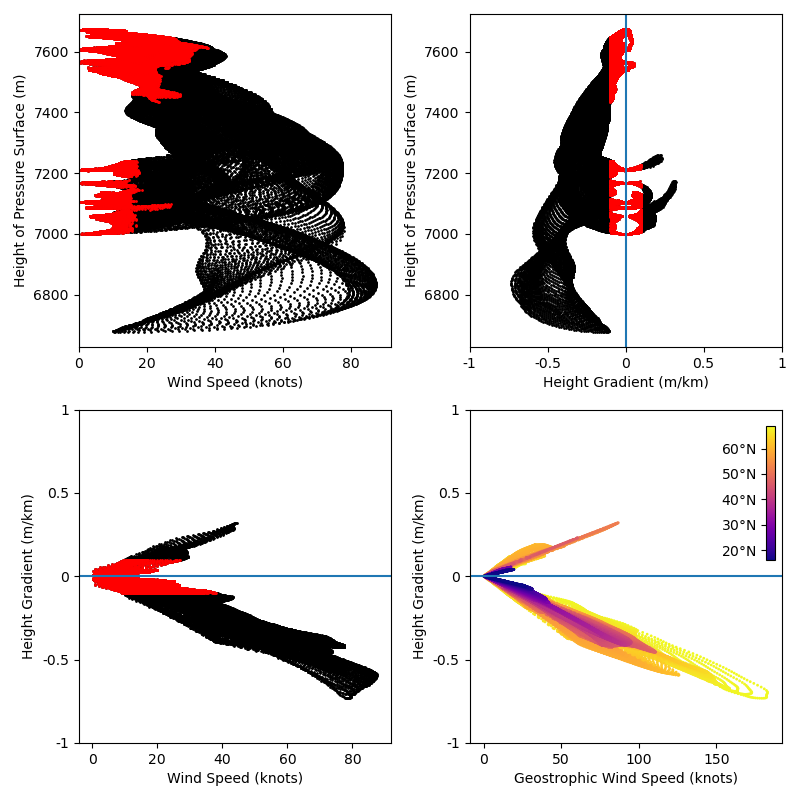 Height of Pressure Surface (m)
7600
7400
7200
7000
6800
0 20 40 60 80
Wind Speed (knots)
Height of Pressure Surface (m)
7600
7400
7200
7000
6800
-1 -0.5 0 0.5 1
Height Gradient (m/km)
Height Gradient (m/km)
1
0.5
0
-0.5
-1
0 20 40 60 80
Wind Speed (knots)
Height Gradient (m/km)
1
0.5
0
-0.5
-1
0 50 100 150
Geostrophic Wind Speed (knots)
60°N
50°N
40°N
30°N
20°N